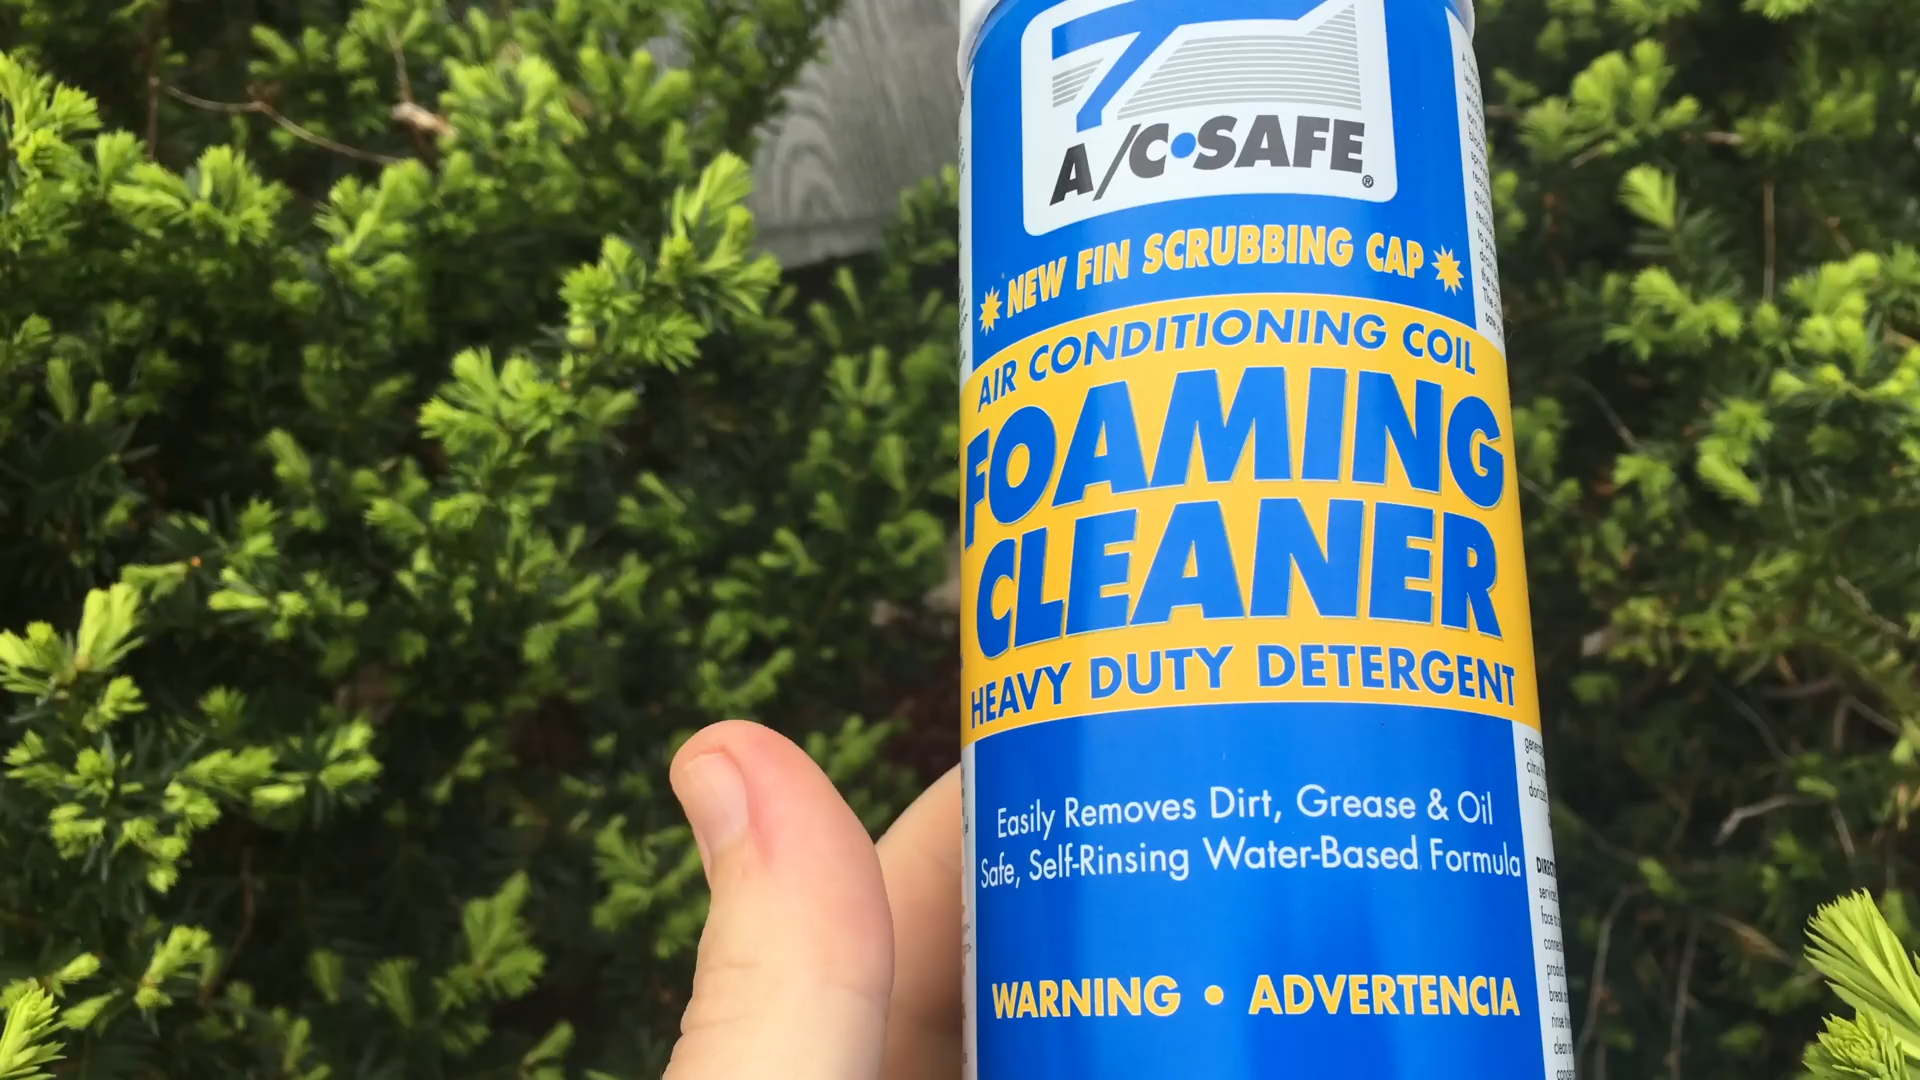 A/C•SAFE®
NEW FIN SCRUBBING CAP
AIR CONDITIONING COIL
FOAMING
CLEANER
HEAVY DUTY DETERGENT
Easily Removes Dirt, Grease & Oil
Safe, Self-Rinsing Water-Based Formula
WARNING • ADVERTENCIA